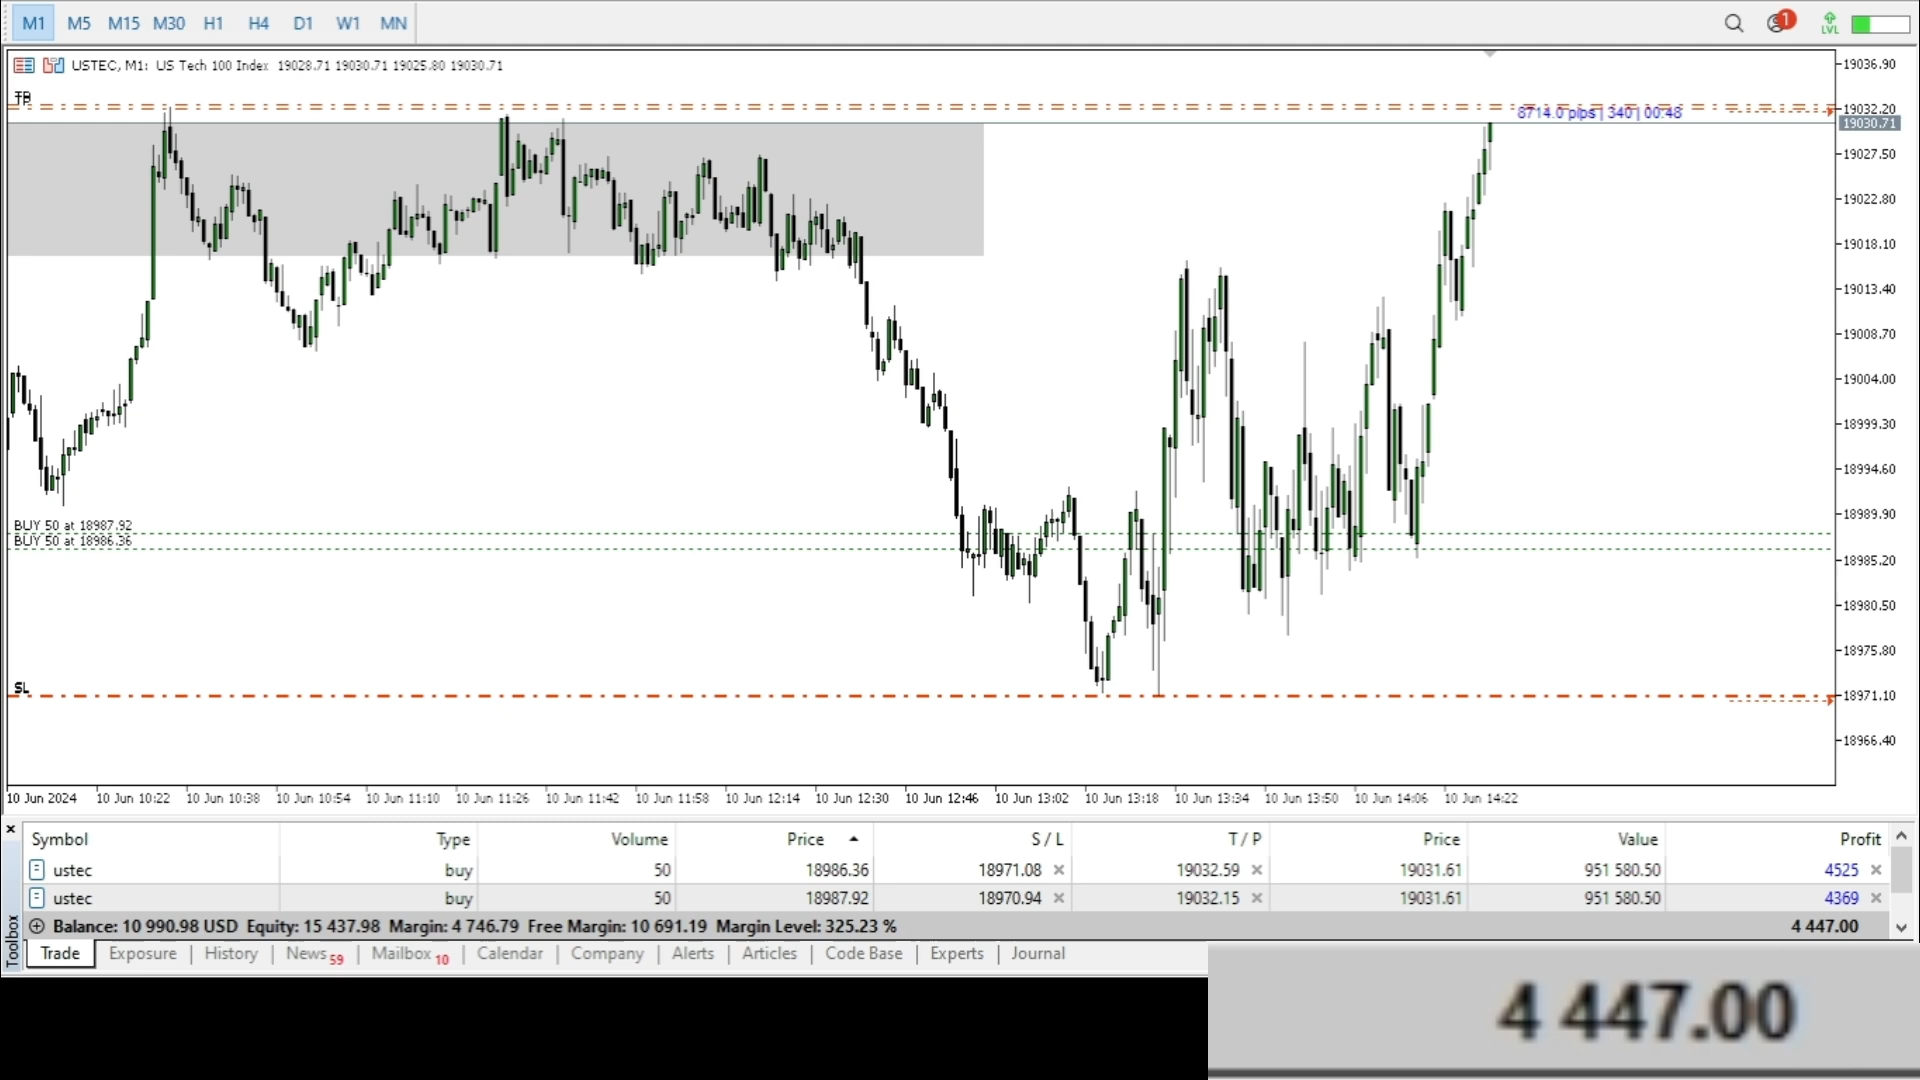 M1 M5 M15 M30 H1 H4 D1 W1 MN 1 LVL
USTEC, M1: US Tech 100 Index 19028.71 19030.71 19025.80 19030.71
8714.0 pips | 340 | 00:48
19036.90
19032.20
19030.71
19027.50
19022.80
19018.10
19013.40
19008.70
19004.00
18999.30
18994.60
18989.90
18985.20
18980.50
18975.80
18971.10
18966.40
BUY 50 at 18987.92
BUY 50 at 18986.36
SL
10 Jun 2024 10 Jun 10:22 10 Jun 10:38 10 Jun 10:54 10 Jun 11:10 10 Jun 11:26 10 Jun 11:42 10 Jun 11:58 10 Jun 12:14 10 Jun 12:30 10 Jun 12:46 10 Jun 13:02 10 Jun 13:18 10 Jun 13:34 10 Jun 13:50 10 Jun 14:06 10 Jun 14:22
Symbol Type Volume Price S / L T / P Price Value Profit
ustec buy 50 18986.36 18971.08 19032.59 19031.61 951 580.50 4525
ustec buy 50 18987.92 18970.94 19032.15 19031.61 951 580.50 4369
Balance: 10 990.98 USD Equity: 15 437.98 Margin: 4 746.79 Free Margin: 10 691.19 Margin Level: 325.23 % 4 447.00
Toolbox
Trade Exposure History News 59 Mailbox 10 Calendar Company Alerts Articles Code Base Experts Journal
4 447.00